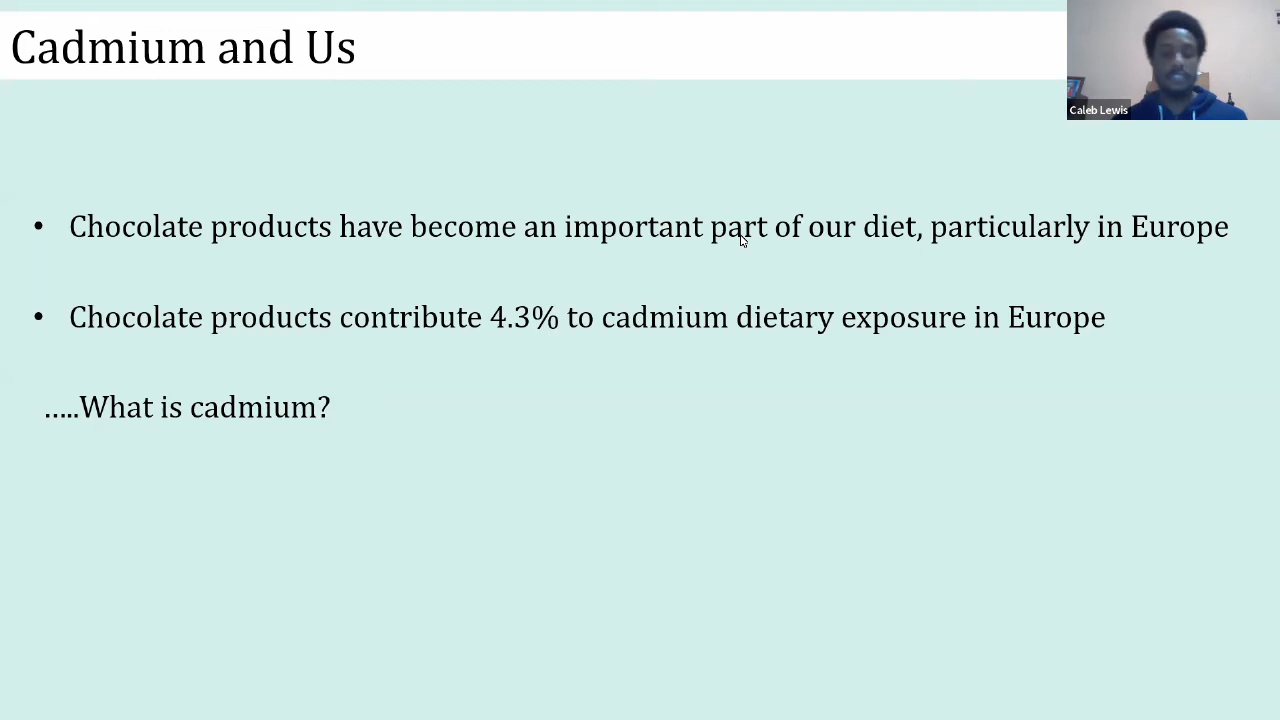 Cadmium and Us
Caleb Lewis
• Chocolate products have become an important part of our diet, particularly in Europe
• Chocolate products contribute 4.3% to cadmium dietary exposure in Europe
…..What is cadmium?